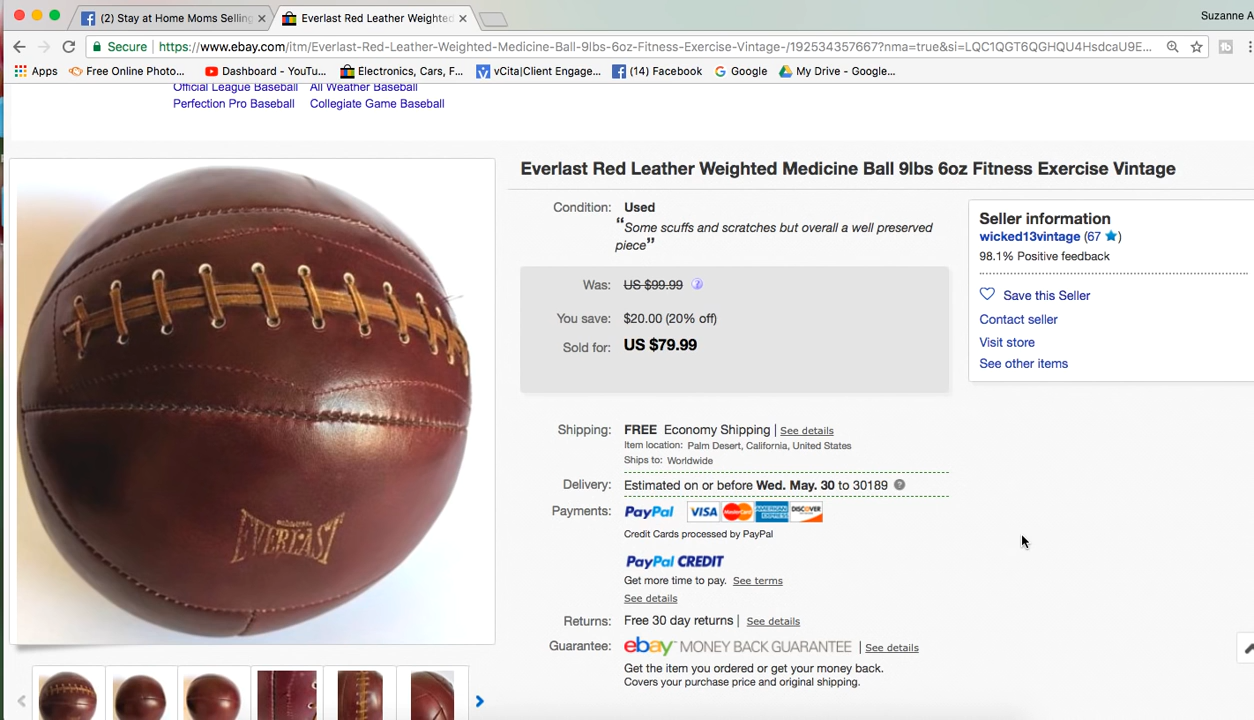 (2) Stay at Home Moms Selling
Everlast Red Leather Weighted
Suzanne A
Secure | https://www.ebay.com/itm/Everlast-Red-Leather-Weighted-Medicine-Ball-9lbs-6oz-Fitness-Exercise-Vintage-/192534357667?nma=true&si=LQC1QGT6QGHQU4HsdcaU9E...
Apps Free Online Photo... Dashboard - YouTu... Electronics, Cars, F... vCita|Client Engage... (14) Facebook Google My Drive - Google...
Official League Baseball All Weather Baseball
Perfection Pro Baseball Collegiate Game Baseball
Everlast Red Leather Weighted Medicine Ball 9lbs 6oz Fitness Exercise Vintage
Condition: Used
“Some scuffs and scratches but overall a well preserved
piece”
Was: US $99.99
You save: $20.00 (20% off)
Sold for: US $79.99
Seller information
wicked13vintage (67 )
98.1% Positive feedback
Save this Seller
Contact seller
Visit store
See other items
Shipping: FREE Economy Shipping | See details
Item location: Palm Desert, California, United States
Ships to: Worldwide
Delivery: Estimated on or before Wed. May. 30 to 30189
Payments: PayPal VISA MasterCard AMERICAN EXPRESS DISCOVER
Credit Cards processed by PayPal
PayPal CREDIT
Get more time to pay. See terms
See details
Returns: Free 30 day returns | See details
Guarantee: ebay MONEY BACK GUARANTEE | See details
Get the item you ordered or get your money back.
Covers your purchase price and original shipping.
EVERLAST